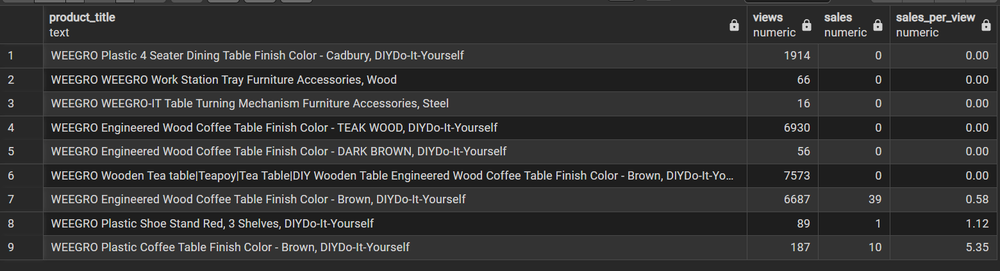 product_title views sales sales_per_view
text numeric numeric numeric
1 WEEGRO Plastic 4 Seater Dining Table Finish Color - Cadbury, DIYDo-It-Yourself 1914 0 0.00
2 WEEGRO WEEGRO Work Station Tray Furniture Accessories, Wood 66 0 0.00
3 WEEGRO WEEGRO-IT Table Turning Mechanism Furniture Accessories, Steel 16 0 0.00
4 WEEGRO Engineered Wood Coffee Table Finish Color - TEAK WOOD, DIYDo-It-Yourself 6930 0 0.00
5 WEEGRO Engineered Wood Coffee Table Finish Color - DARK BROWN, DIYDo-It-Yourself 56 0 0.00
6 WEEGRO Wooden Tea table|Teapoy|Tea Table|DIY Wooden Table Engineered Wood Coffee Table Finish Color - Brown, DIYDo-It-Yo... 7573 0 0.00
7 WEEGRO Engineered Wood Coffee Table Finish Color - Brown, DIYDo-It-Yourself 6687 39 0.58
8 WEEGRO Plastic Shoe Stand Red, 3 Shelves, DIYDo-It-Yourself 89 1 1.12
9 WEEGRO Plastic Coffee Table Finish Color - Brown, DIYDo-It-Yourself 187 10 5.35